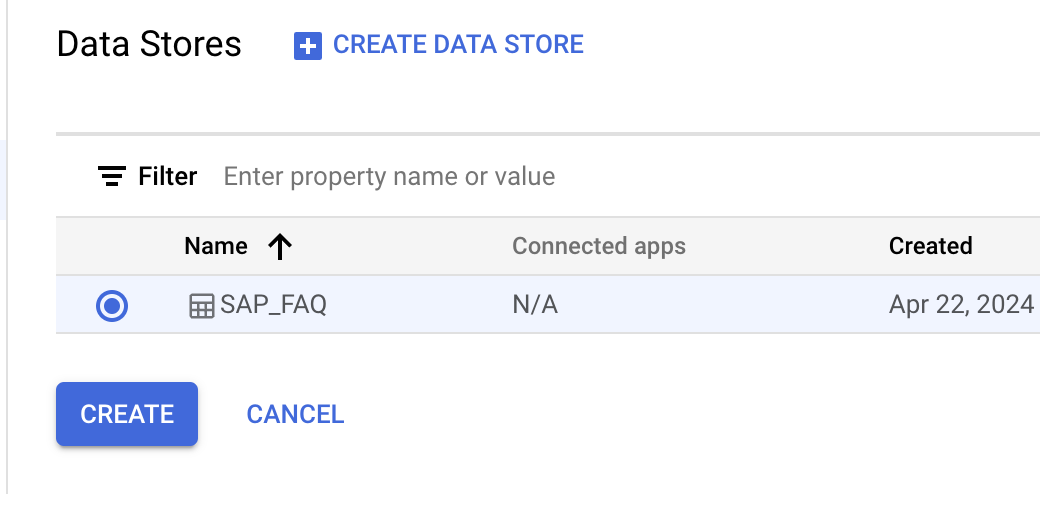 Data Stores CREATE DATA STORE
Filter Enter property name or value
Name Connected apps Created
SAP_FAQ N/A Apr 22, 2024
CREATE CANCEL